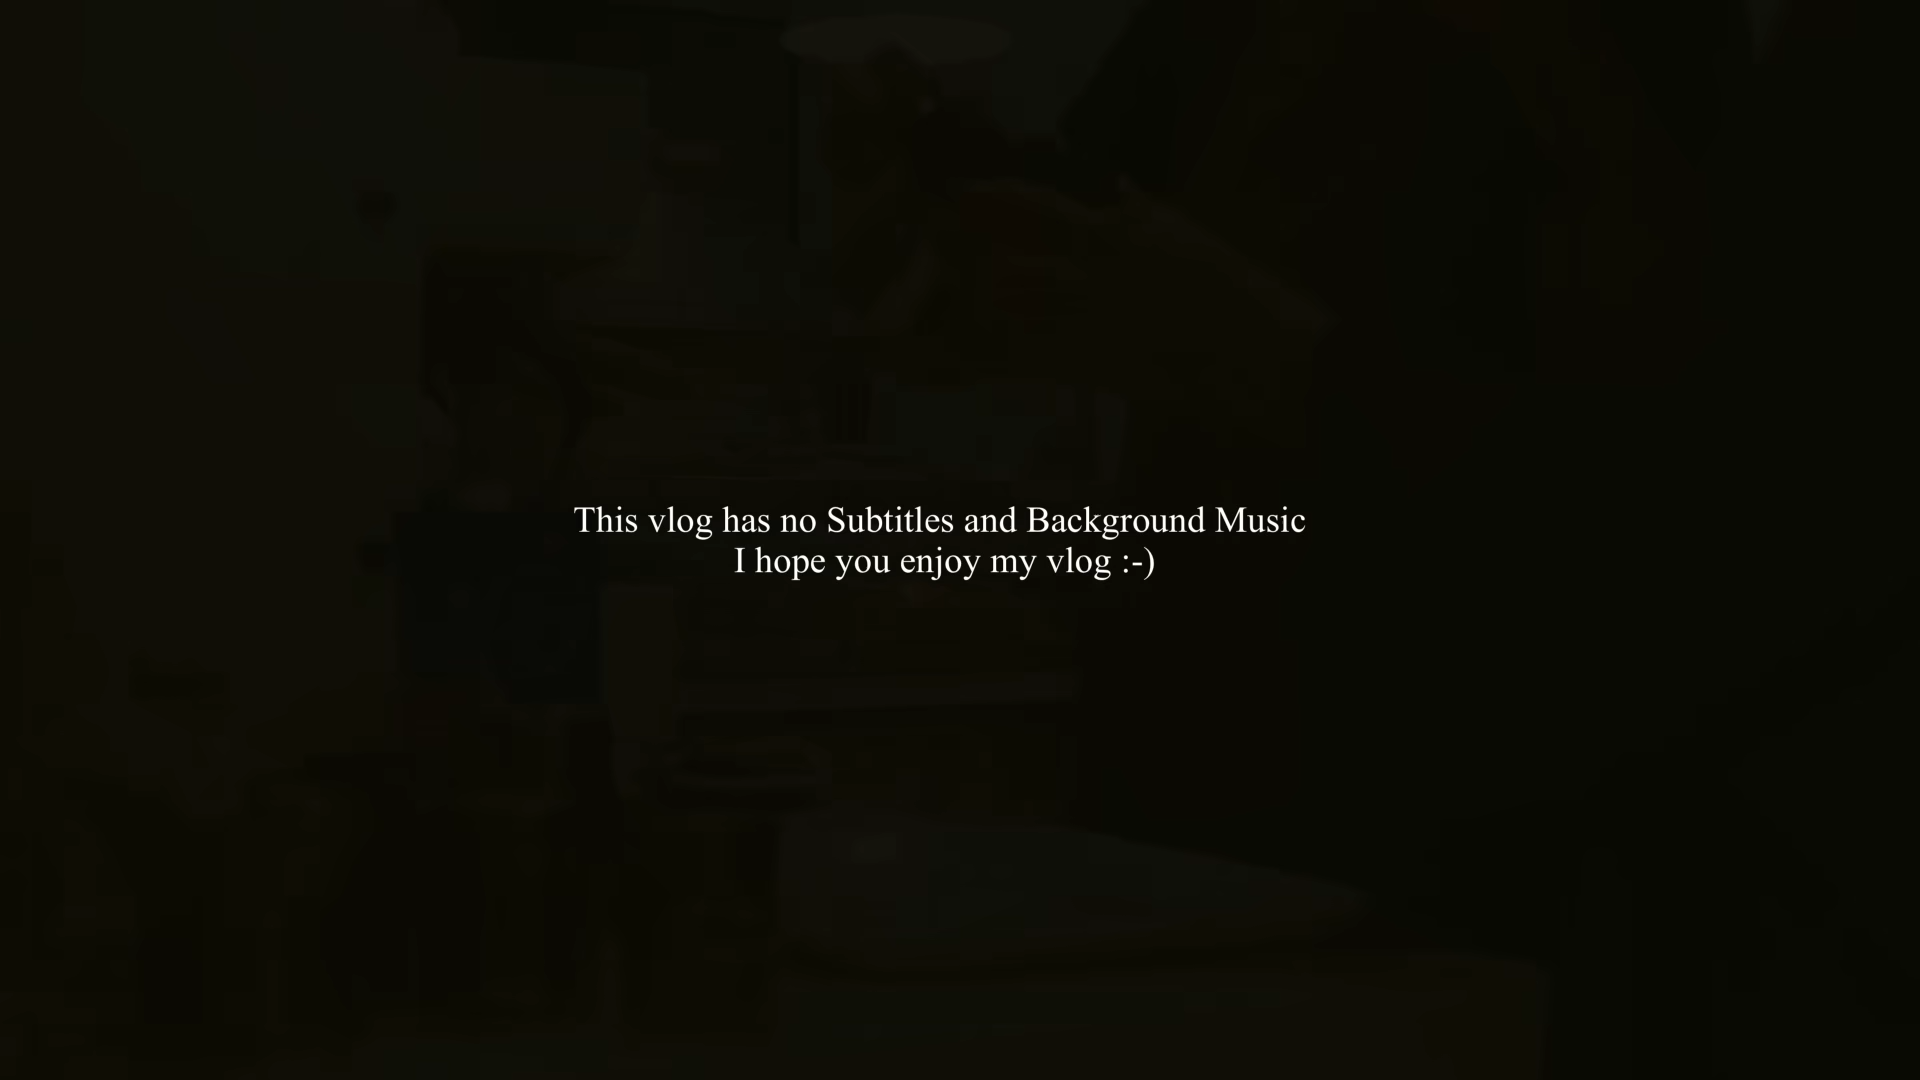 This vlog has no Subtitles and Background Music
I hope you enjoy my vlog :-)